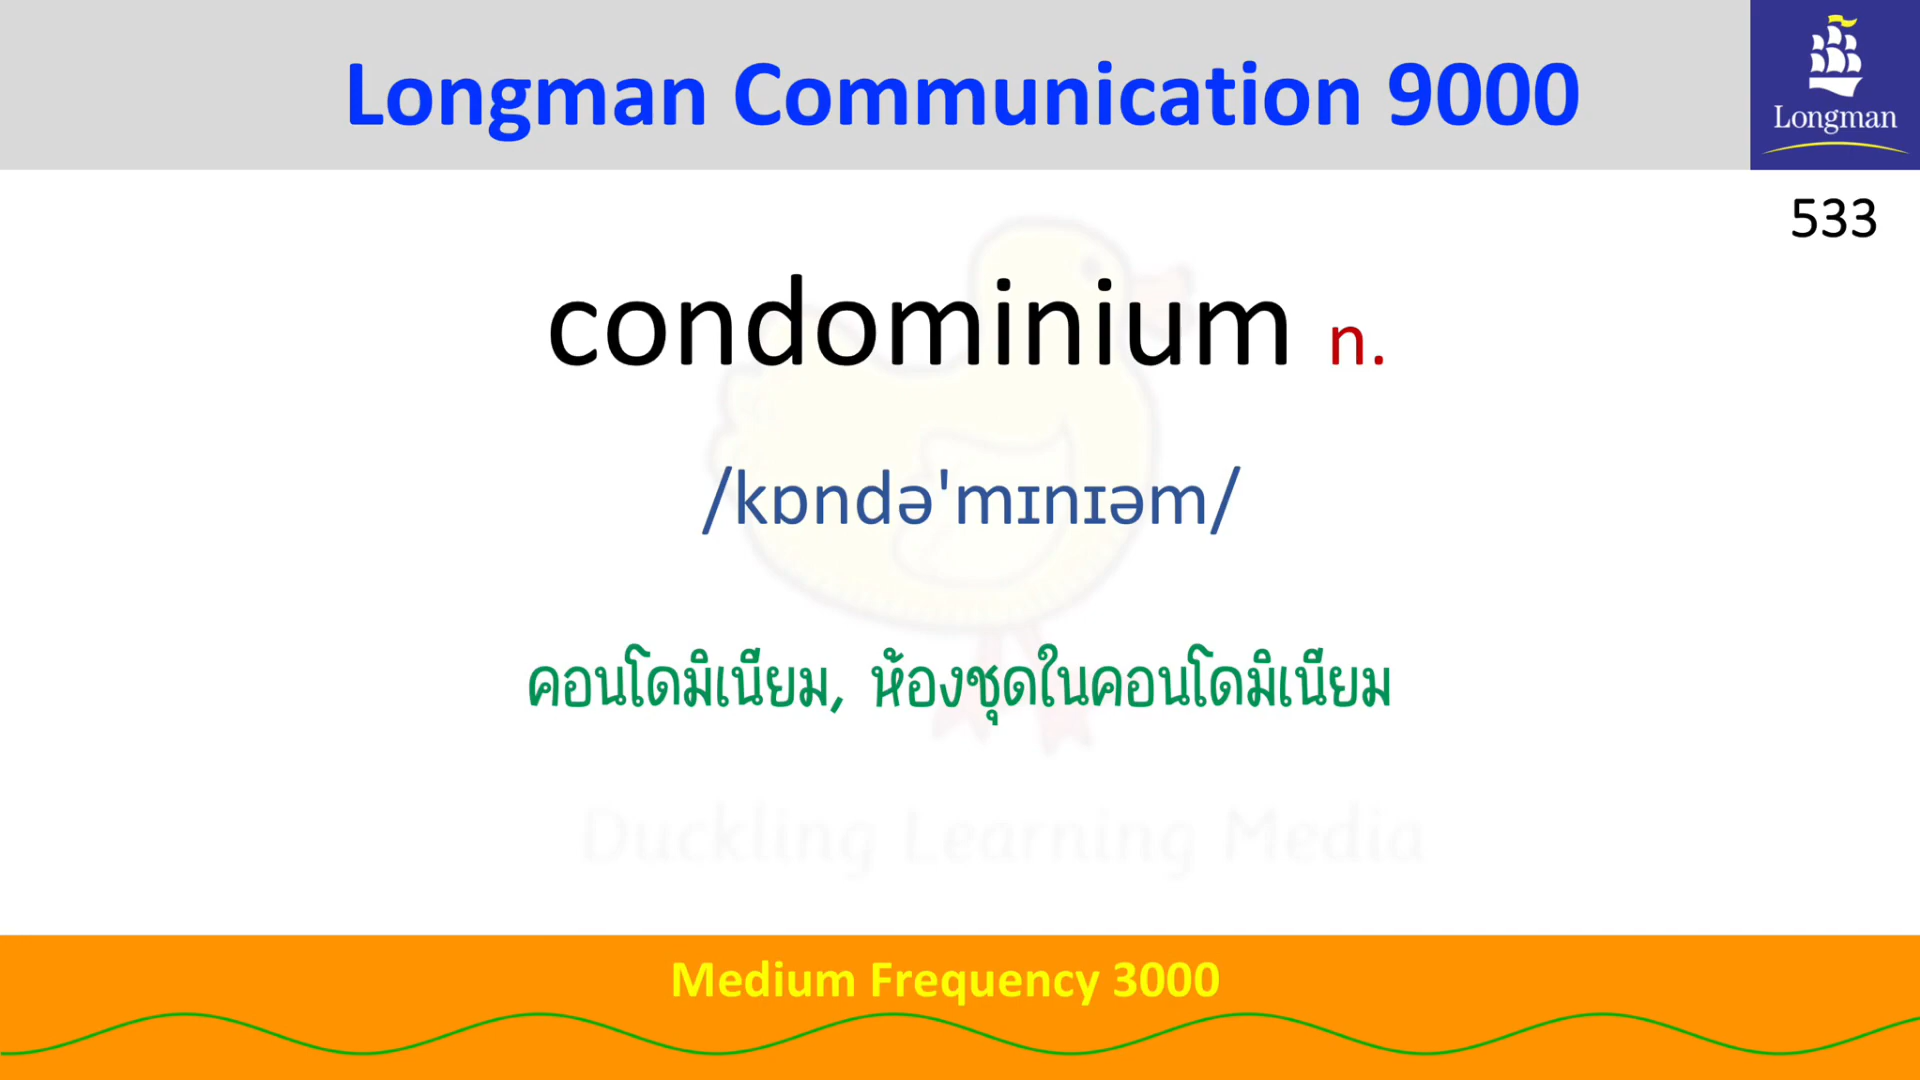 Longman Communication 9000
Longman
533
condominium n.
/kɒndə'mɪnɪəm/
คอนโดมิเนียม, ห้องชุดในคอนโดมิเนียม
Duckling Learning Media
Medium Frequency 3000